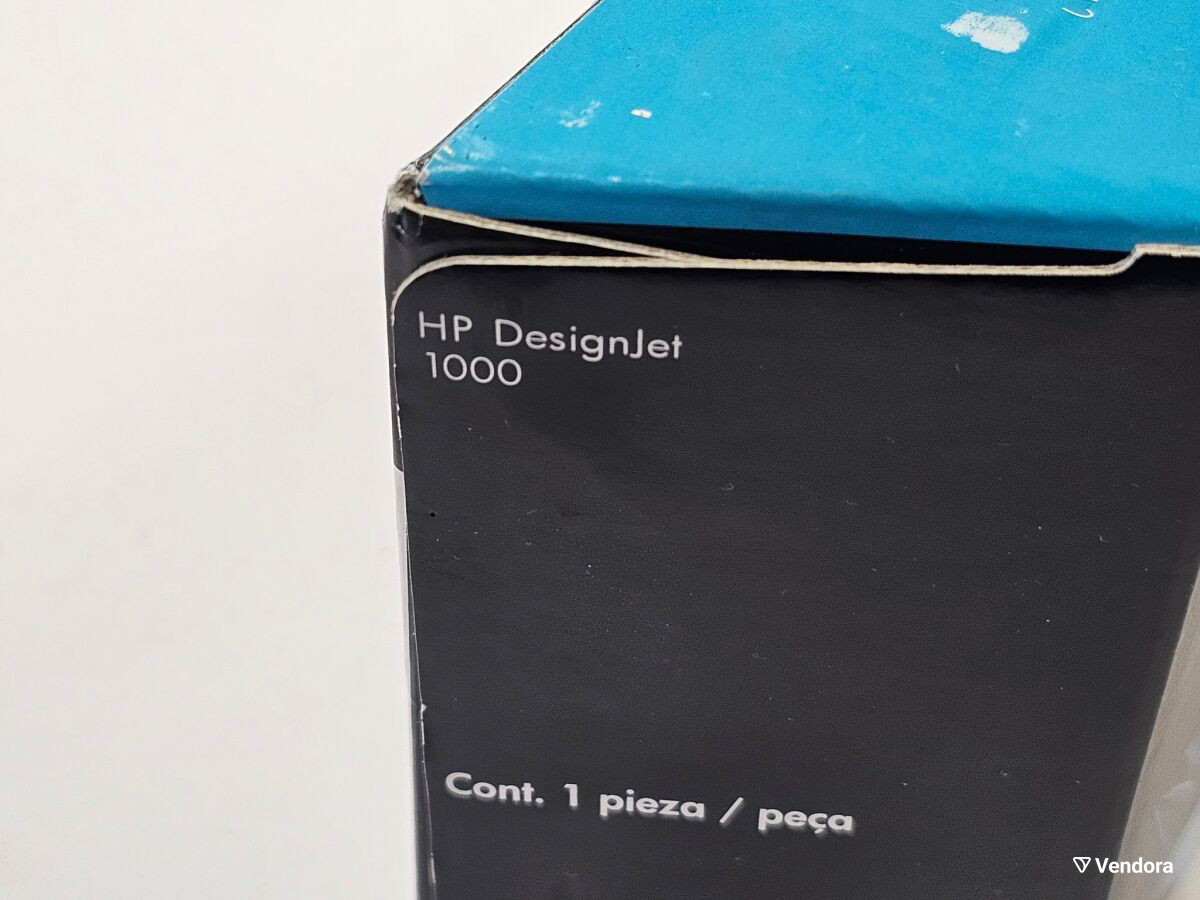 HP DesignJet
1000
Cont. 1 pieza / peça
Vendora